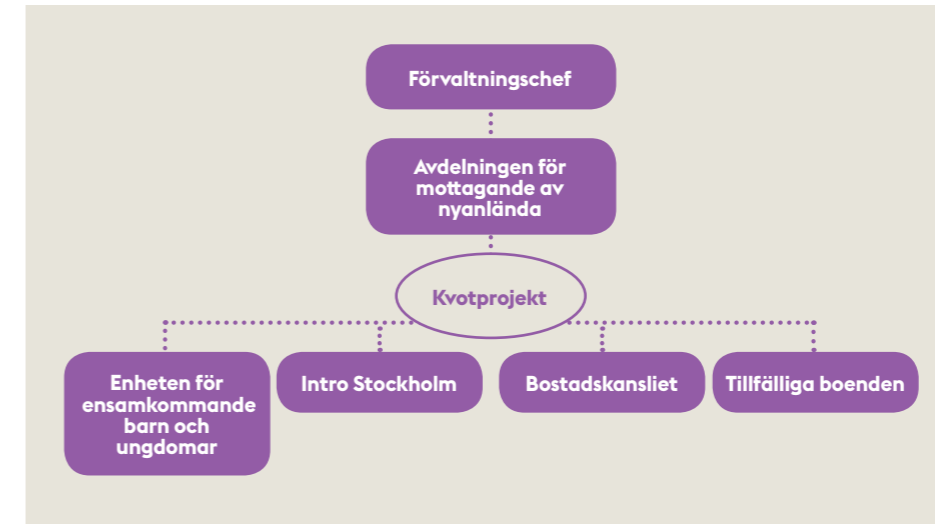 Förvaltningschef
Avdelningen för
mottagande av
nyanlända
Kvotprojekt
Enheten för
ensamkommande
barn och
ungdomar
Intro Stockholm
Bostadskansliet
Tillfälliga boenden